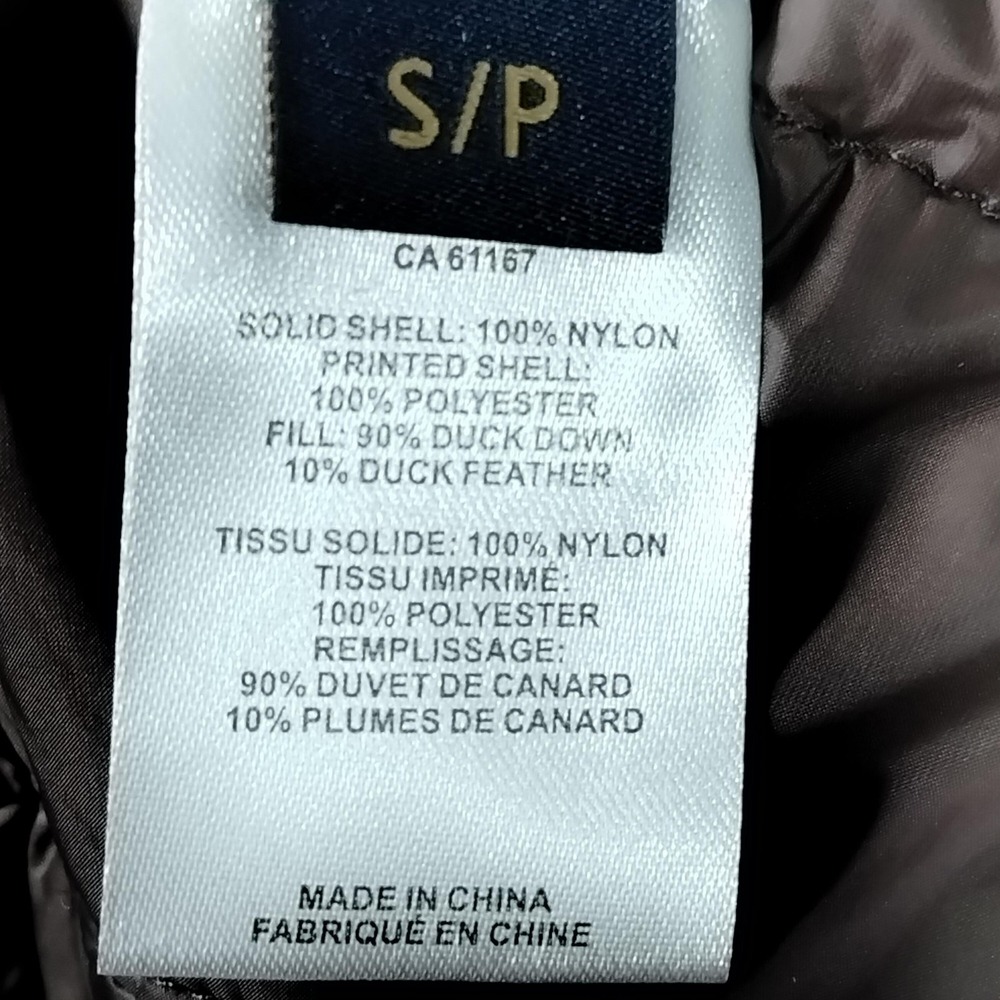 S/P
CA 61167
SOLID SHELL: 100% NYLON
PRINTED SHELL:
100% POLYESTER
FILL: 90% DUCK DOWN
10% DUCK FEATHER
TISSU SOLIDE: 100% NYLON
TISSU IMPRIMÉ:
100% POLYESTER
REMPLISSAGE:
90% DUVET DE CANARD
10% PLUMES DE CANARD
MADE IN CHINA
FABRIQUÉ EN CHINE